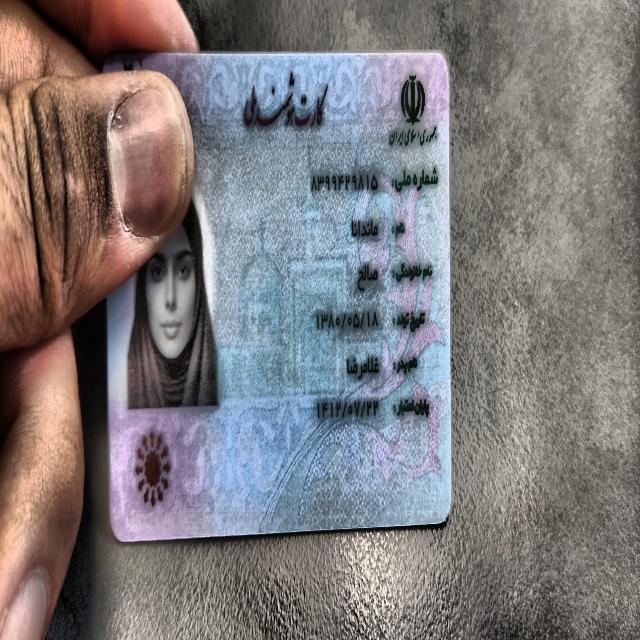 کارت هوشمند ملی
جمهوری اسلامی ایران
شماره ملی: ۸۳۹۹۴۲۹۸۱۵
نام: ماندانا
نام خانوادگی: صالح
تاریخ تولد: ۱۳۸۰/۰۵/۱۸
نام پدر: غلامرضا
پایان اعتبار: ۱۴۱۲/۰۷/۲۲